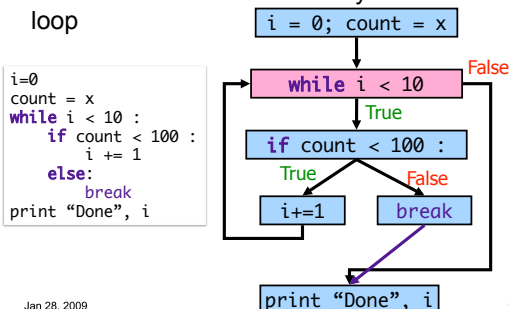 loop
i=0
count = x
while i < 10 :
if count < 100 :
i += 1
else:
break
print “Done”, i
i = 0; count = x
while i < 10
False
True
if count < 100 :
True
False
i+=1
break
print “Done”, i
Jan 28, 2009